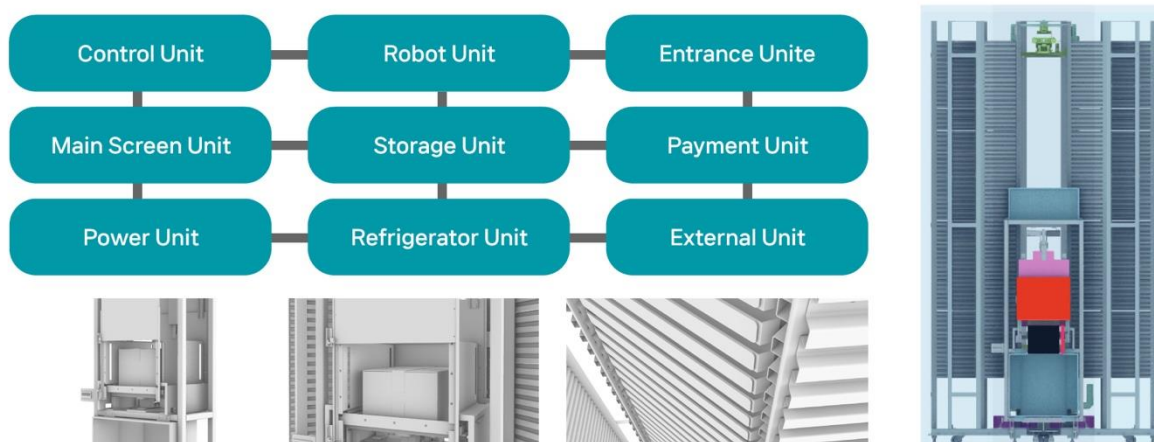 Control Unit
Robot Unit
Entrance Unite
Main Screen Unit
Storage Unit
Payment Unit
Power Unit
Refrigerator Unit
External Unit